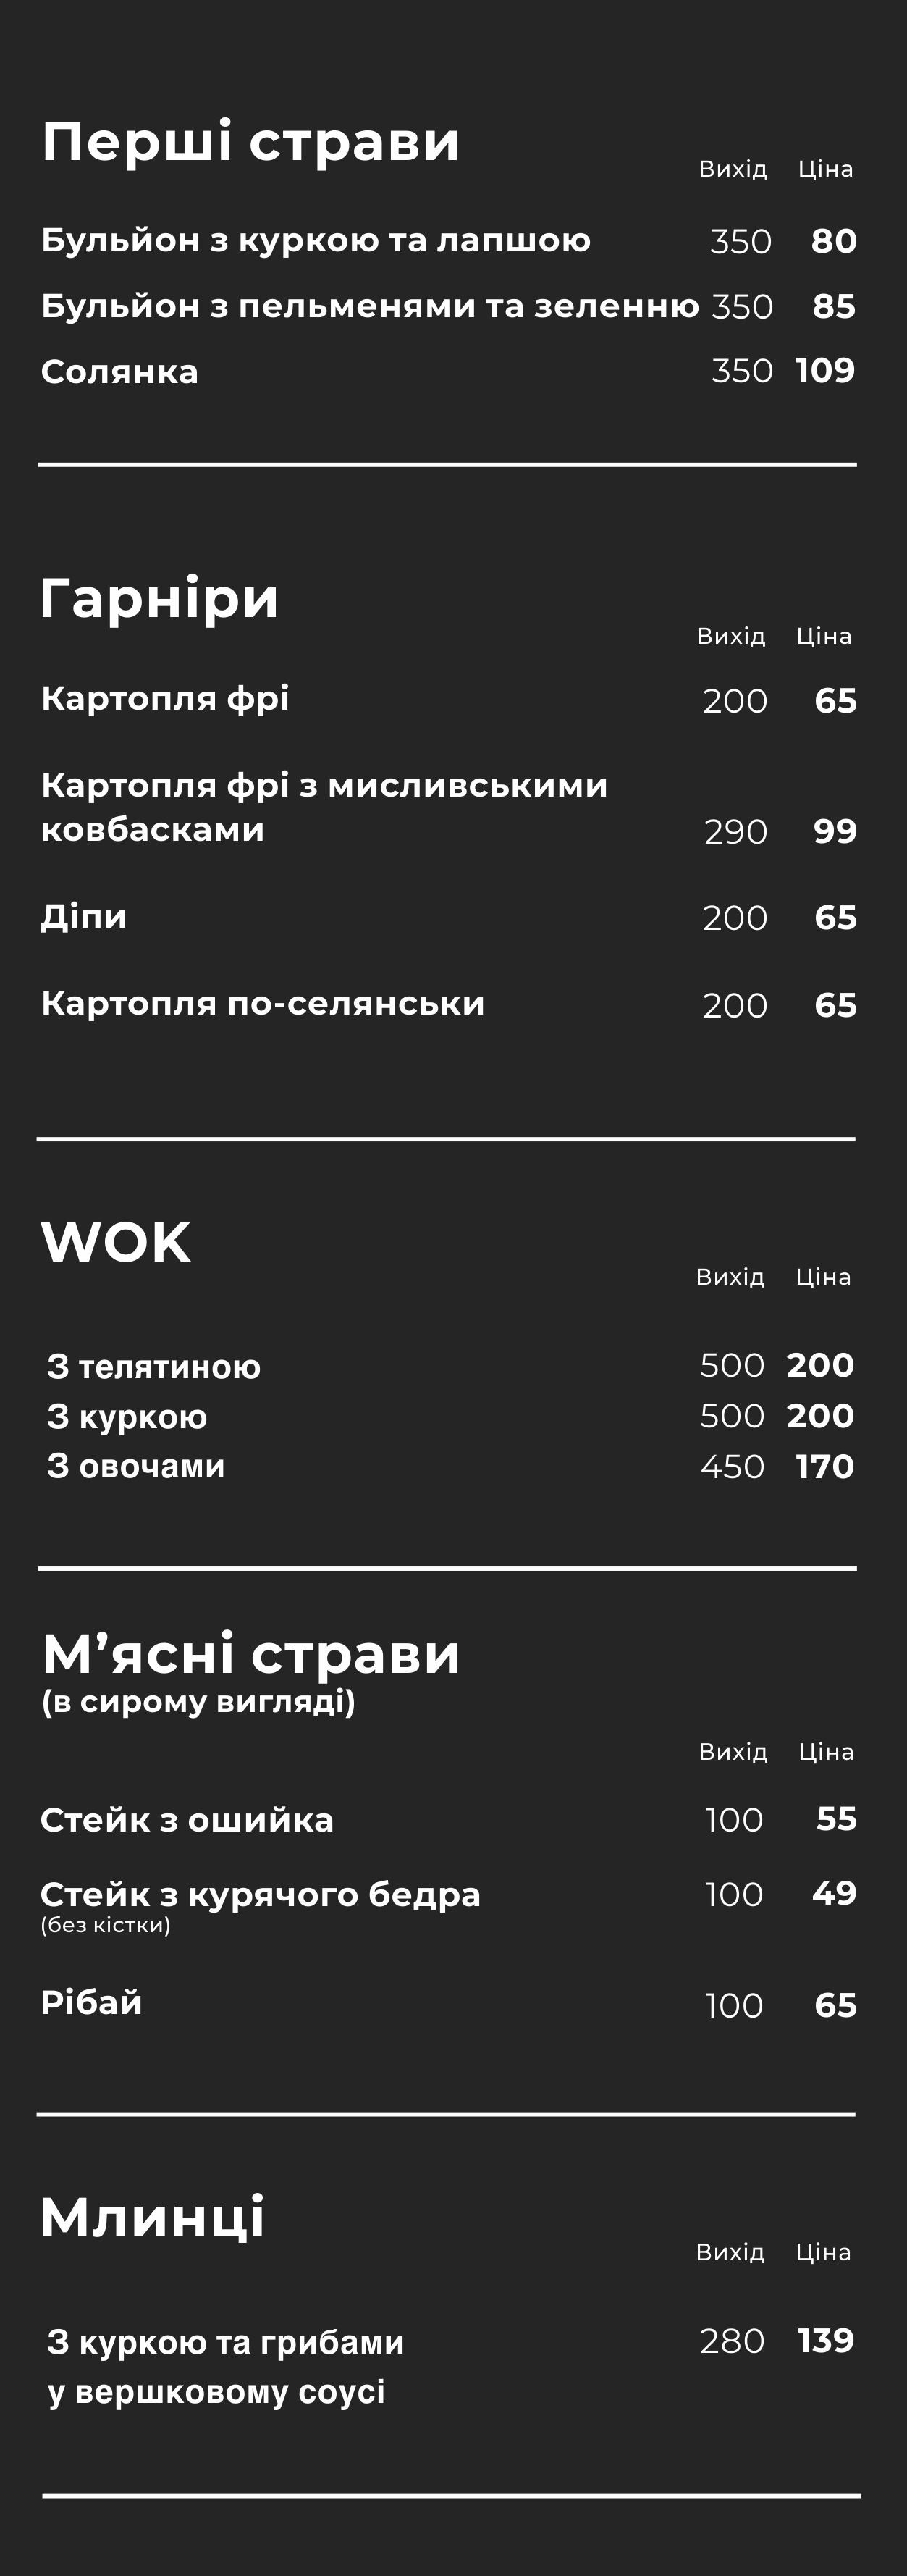 Перші страви
Вихід Ціна
Бульйон з куркою та лапшою 350 80
Бульйон з пельменями та зеленню 350 85
Солянка 350 109
Гарніри
Вихід Ціна
Картопля фрі 200 65
Картопля фрі з мисливськими
ковбасками 290 99
Діпи 200 65
Картопля по-селянськи 200 65
WOK
Вихід Ціна
З телятиною 500 200
З куркою 500 200
З овочами 450 170
М’ясні страви
(в сирому вигляді)
Вихід Ціна
Стейк з ошийка 100 55
Стейк з курячого бедра 100 49
(без кістки)
Рібай 100 65
Млинці
Вихід Ціна
З куркою та грибами 280 139
у вершковому соусі